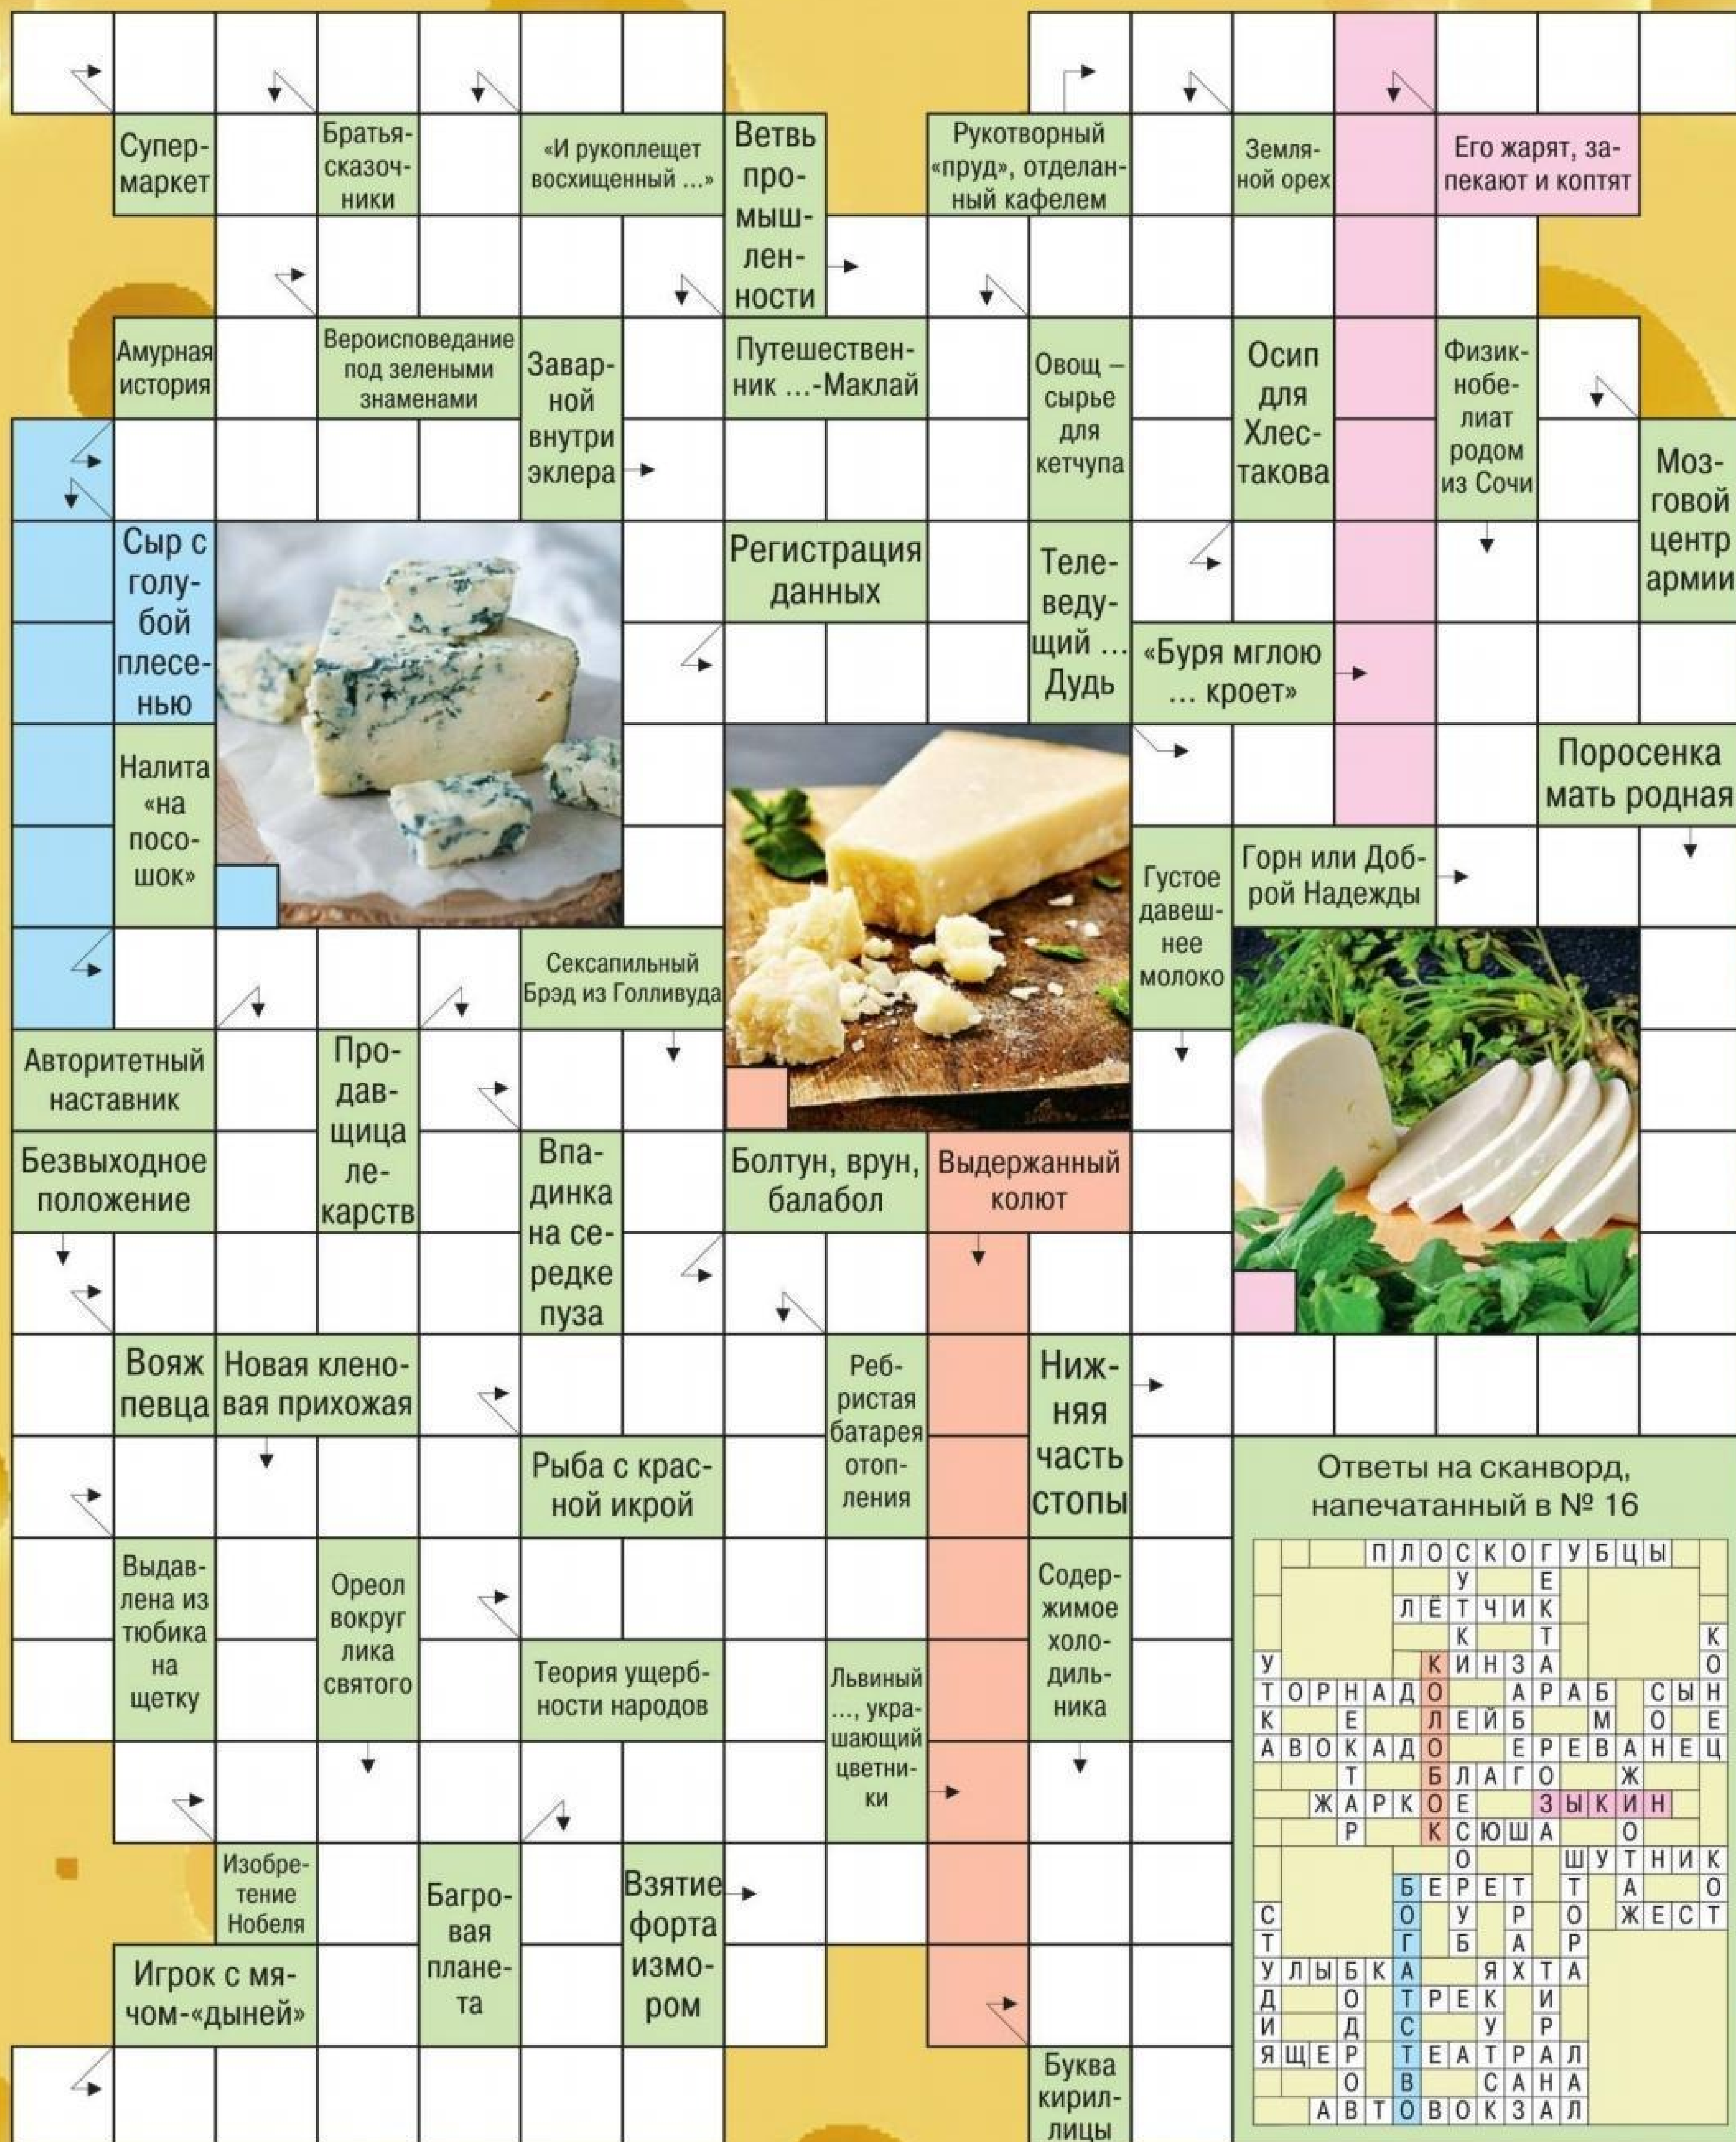 Супер-
маркет
Братья-
сказоч-
ники
«И рукоплещет
восхищенный ...»
Ветвь
про-
мыш-
лен-
ности
Рукотворный
«пруд», отделан-
ный кафелем
Земля-
ной орех
Его жарят, за-
пекают и коптят
Амурная
история
Вероисповедание
под зелеными
знаменами
Завар-
ной
внутри
эклера
Путешествен-
ник ...-Маклай
Овощ –
сырье
для
кетчупа
Осип
для
Хлес-
такова
Физик-
нобе-
лиат
родом
из Сочи
Моз-
говой
центр
армии
Сыр с
голу-
бой
плесе-
нью
Регистрация
данных
Теле-
веду-
щий ...
Дудь
«Буря мглою
... кроет»
Налита
«на
посо-
шок»
Поросенка
мать родная
Густое
давеш-
нее
молоко
Горн или Доб-
рой Надежды
Сексапильный
Брэд из Голливуда
Авторитетный
наставник
Про-
дав-
щица
ле-
карств
Безвыходное
положение
Впа-
динка
на се-
редке
пуза
Болтун, врун,
балабол
Выдержанный
колют
Вояж
певца
Новая клено-
вая прихожая
Реб-
ристая
батарея
отоп-
ления
Ниж-
няя
часть
стопы
Рыба с крас-
ной икрой
Выдав-
лена из
тюбика
на
щетку
Ореол
вокруг
лика
святого
Содер-
жимое
холо-
диль-
ника
Теория ущерб-
ности народов
Львиный
..., укра-
шающий
цветни-
ки
Изобре-
тение
Нобеля
Багро-
вая
плане-
та
Взятие
форта
измо-
ром
Игрок с мя-
чом-«дыней»
Буква
кирил-
лицы
Ответы на сканворд,
напечатанный в № 16
ПЛОСКОГУБЦЫ
У Е
ЛЁТЧИК
К Т К
У КИНЗА О
ТОРНАДО АРАБ СЫН
К Е ЛЕЙБ М О Е
АВОКАДО ЕРЕВАНЕЦ
Т БЛАГО Ж
ЖАРКОЕ ЗЫКИН
Р КСЮША О
О ШУТНИК
БЕРЕТ Т А О
С О У Р О ЖЕСТ
Т Г Б А Р
УЛЫБКА ЯХТА
Д О ТРЕК И
И Д С У Р
ЯЩЕР ТЕАТРАЛ
О В САНА
АВТОВОКЗАЛ